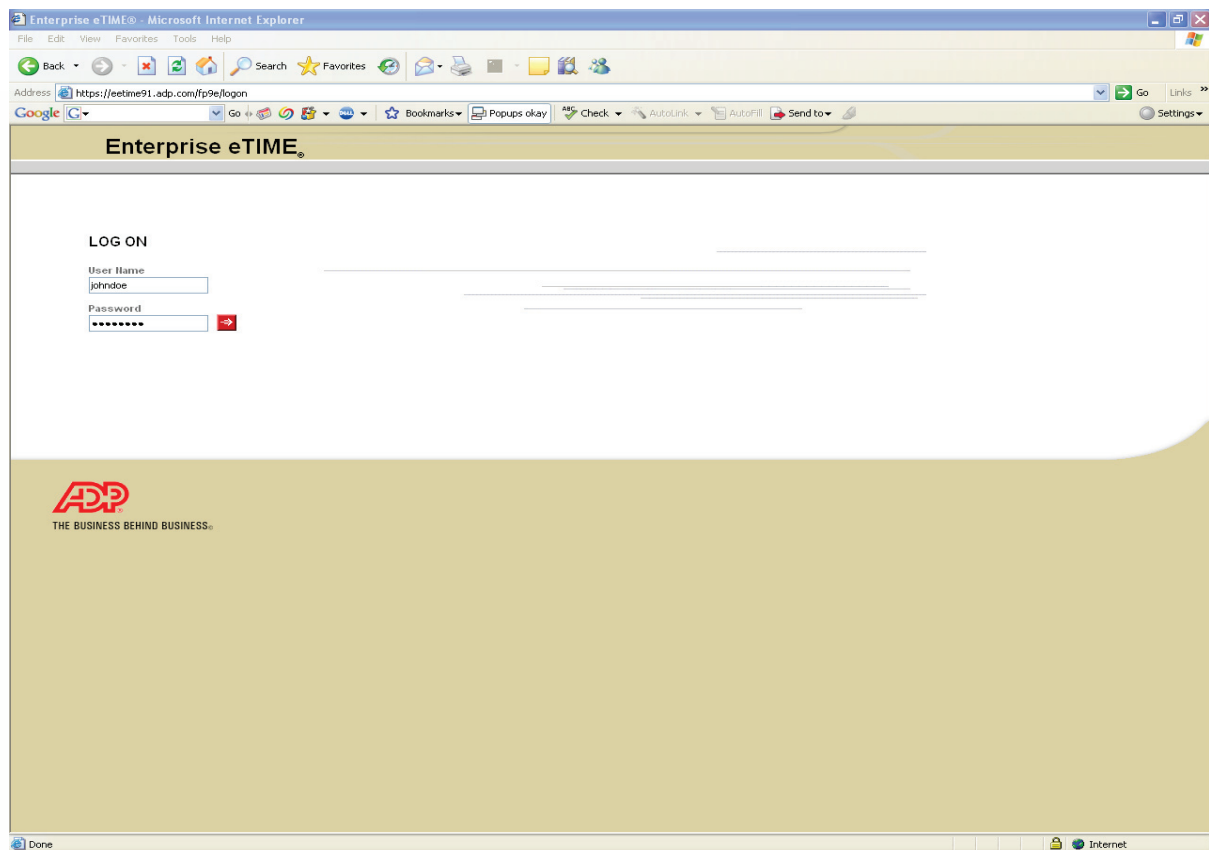 Enterprise eTIME® - Microsoft Internet Explorer
File Edit View Favorites Tools Help
Back Search Favorites
Address https://eetime91.adp.com/fp9e/logon Go Links »
Google G Go Bookmarks Popups okay ABC Check AutoLink AutoFill Send to Settings
Enterprise eTIME®
LOG ON
User Name
johndoe
Password
••••••••
ADP®
THE BUSINESS BEHIND BUSINESS®
Done Internet